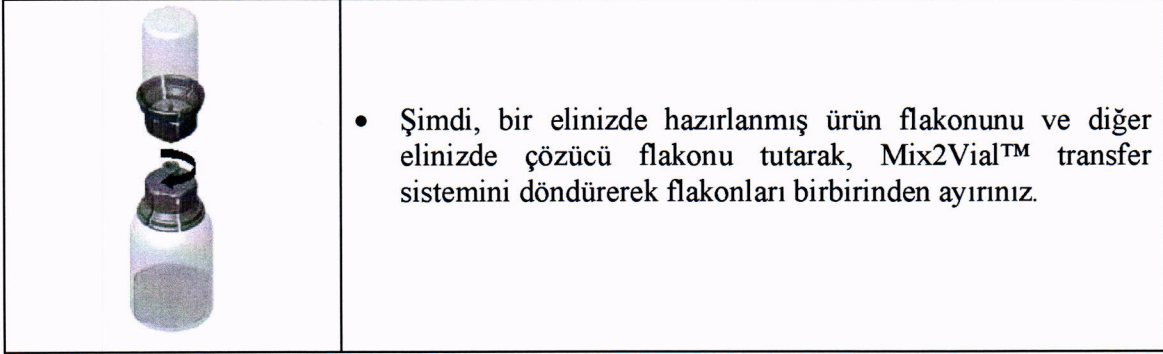 • Şimdi, bir elinizde hazırlanmış ürün flakonunu ve diğer
elinizde çözücü flakonu tutarak, Mix2Vial™ transfer
sistemini döndürerek flakonları birbirinden ayırınız.